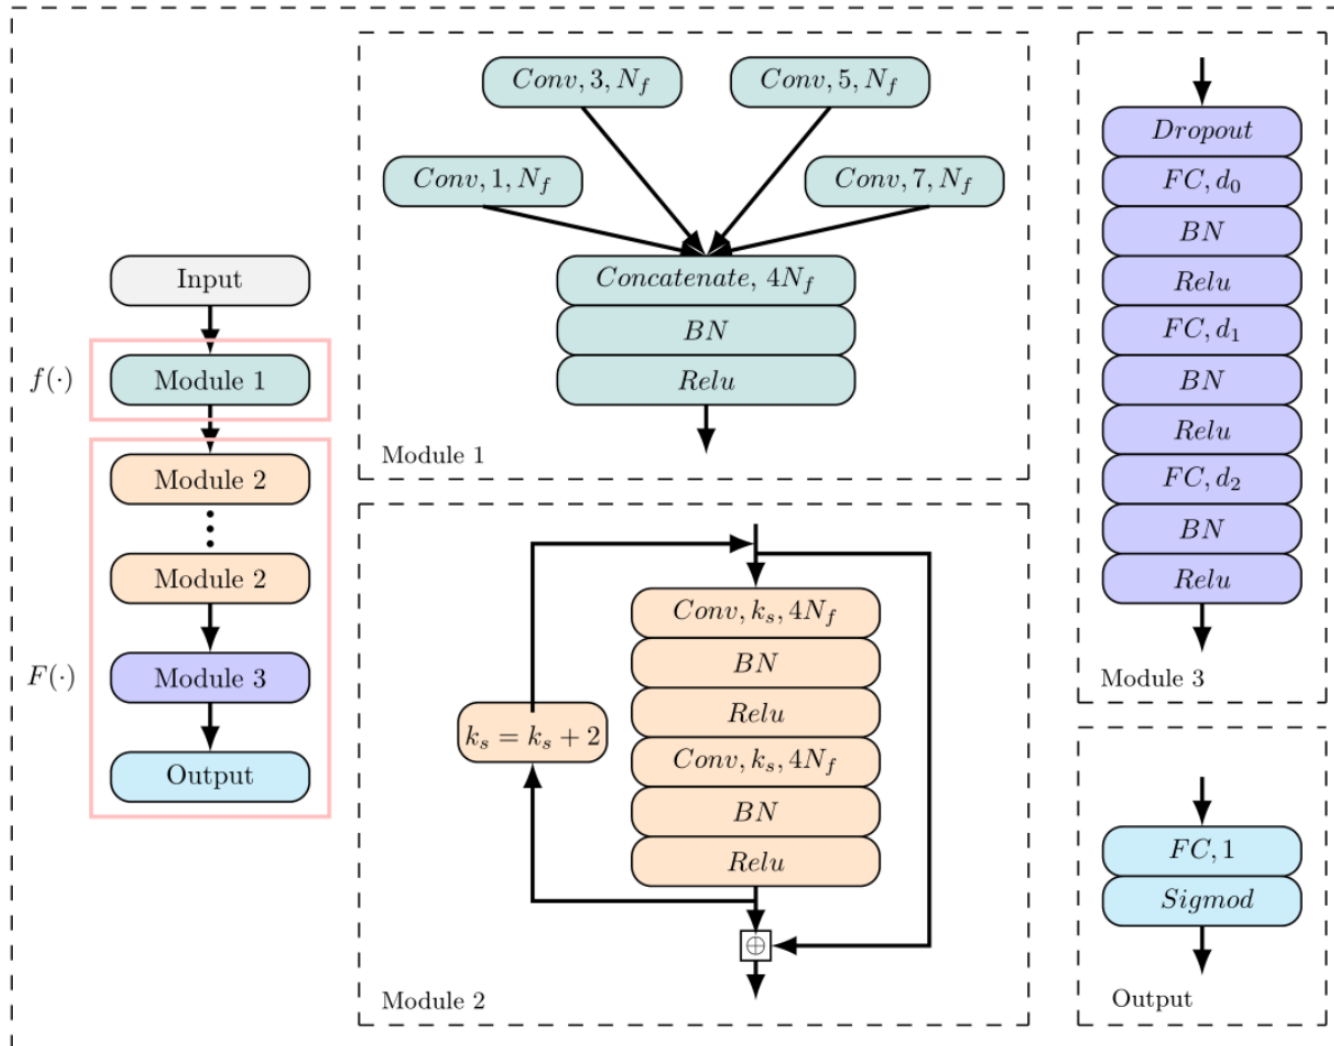 Input
f(·)
Module 1
Module 2
Module 2
F(·)
Module 3
Output
Conv, 3, N_f
Conv, 5, N_f
Conv, 1, N_f
Conv, 7, N_f
Concatenate, 4N_f
BN
Relu
Module 1
Conv, k_s, 4N_f
BN
Relu
Conv, k_s, 4N_f
BN
Relu
k_s = k_s + 2
⊕
Module 2
Dropout
FC, d_0
BN
Relu
FC, d_1
BN
Relu
FC, d_2
BN
Relu
Module 3
FC, 1
Sigmod
Output